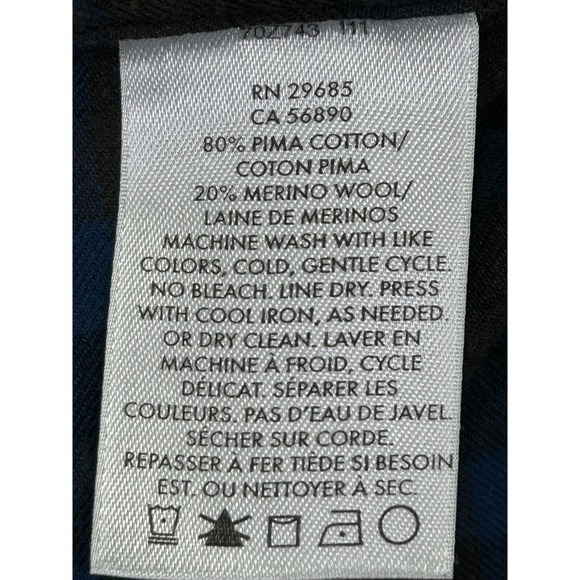 702743 111
RN 29685
CA 56890
80% PIMA COTTON/
COTON PIMA
20% MERINO WOOL/
LAINE DE MERINOS
MACHINE WASH WITH LIKE
COLORS, COLD, GENTLE CYCLE.
NO BLEACH. LINE DRY. PRESS
WITH COOL IRON, AS NEEDED
OR DRY CLEAN. LAVER EN
MACHINE À FROID, CYCLE
DÉLICAT. SÉPARER LES
COULEURS. PAS D'EAU DE JAVEL.
SÉCHER SUR CORDE.
REPASSER À FER TIÈDE SI BESOIN
EST. OU NETTOYER À SEC.